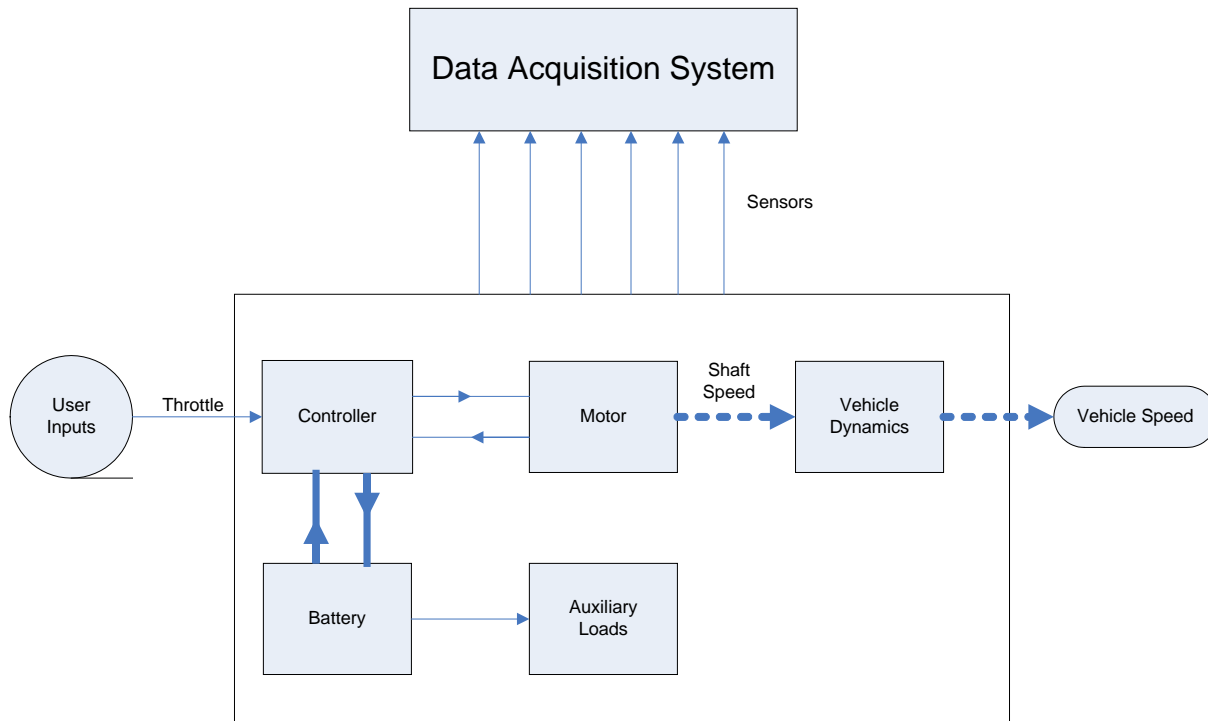 Data Acquisition System
Sensors
User
Inputs
Throttle
Controller
Motor
Shaft
Speed
Vehicle
Dynamics
Vehicle Speed
Battery
Auxiliary
Loads